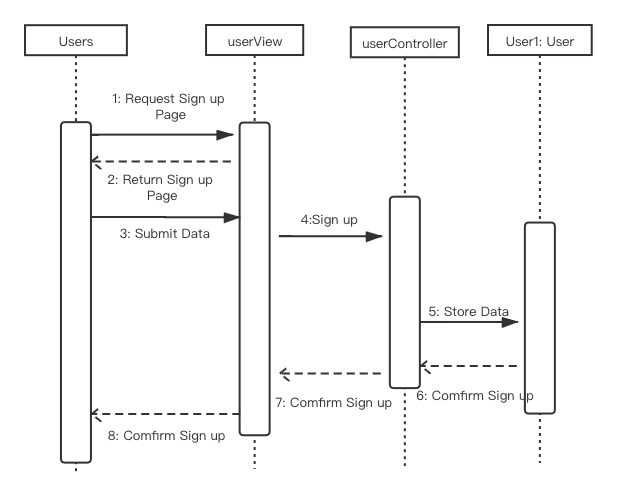 Users
userView
userController
User1: User
1: Request Sign up
Page
2: Return Sign up
Page
3: Submit Data
4:Sign up
5: Store Data
6: Comfirm Sign up
7: Comfirm Sign up
8: Comfirm Sign up